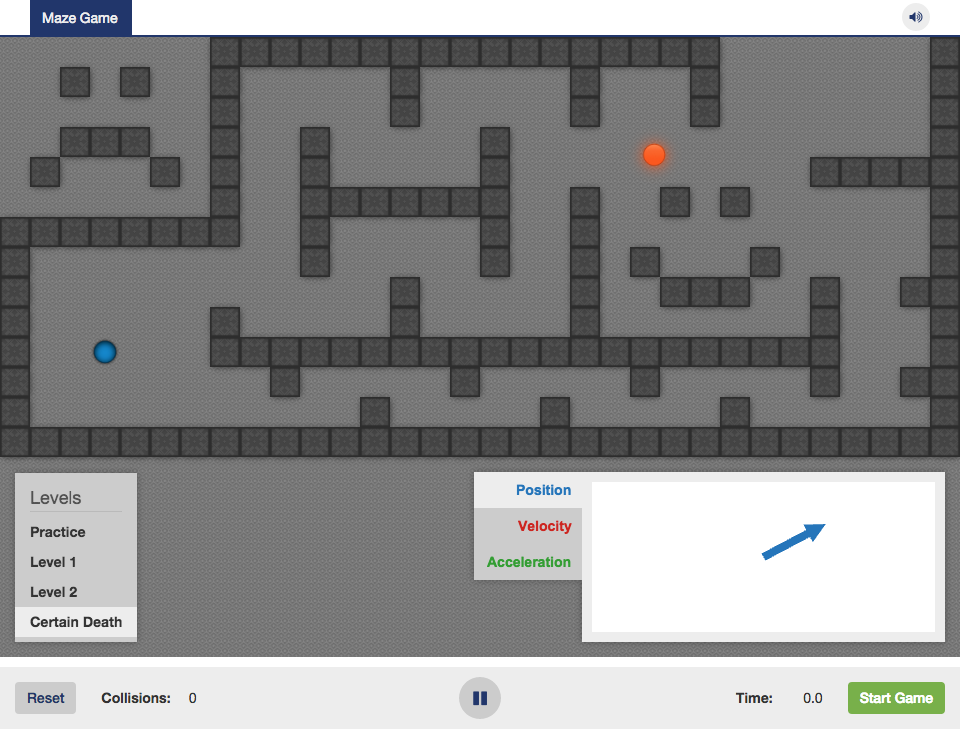 Maze Game
Levels
Practice
Level 1
Level 2
Certain Death
Position
Velocity
Acceleration
Reset
Collisions: 0
Time: 0.0
Start Game